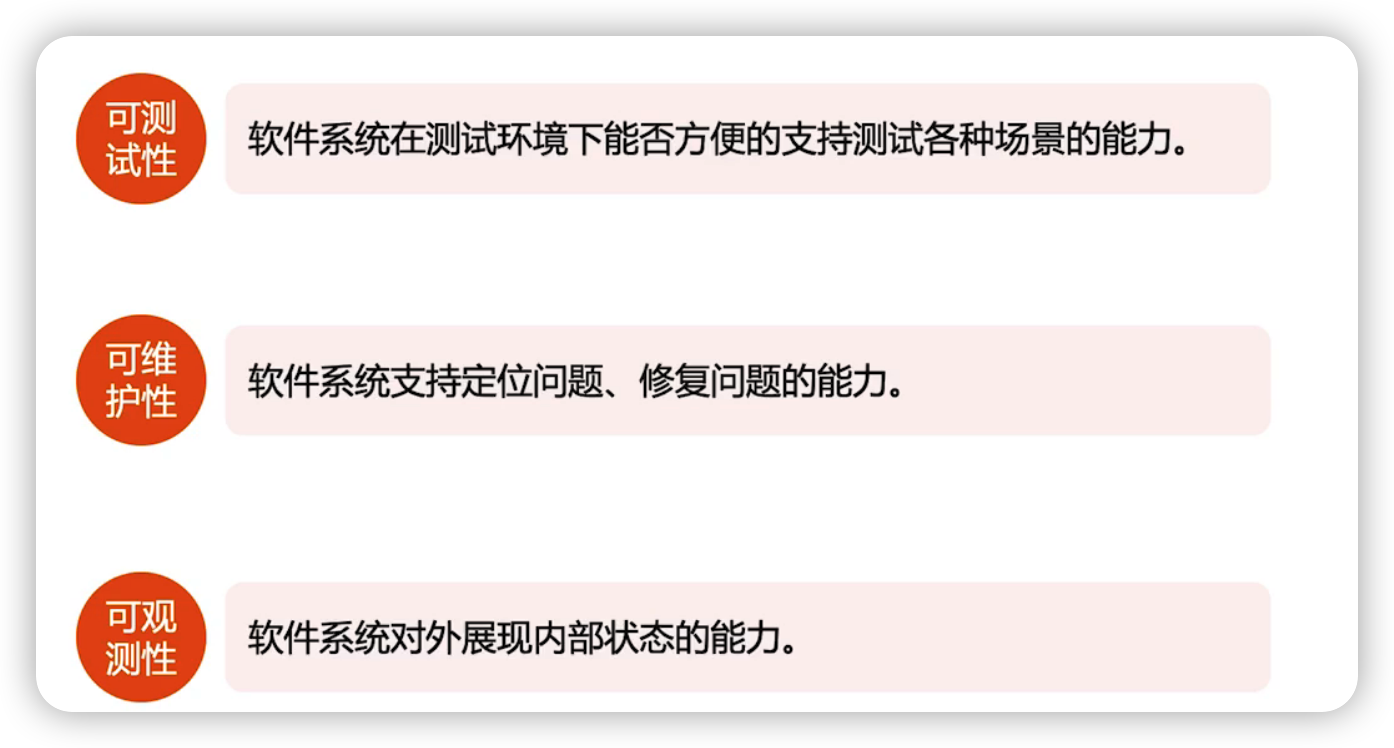 可测
试性
软件系统在测试环境下能否方便的支持测试各种场景的能力。
可维
护性
软件系统支持定位问题、修复问题的能力。
可观
测性
软件系统对外展现内部状态的能力。